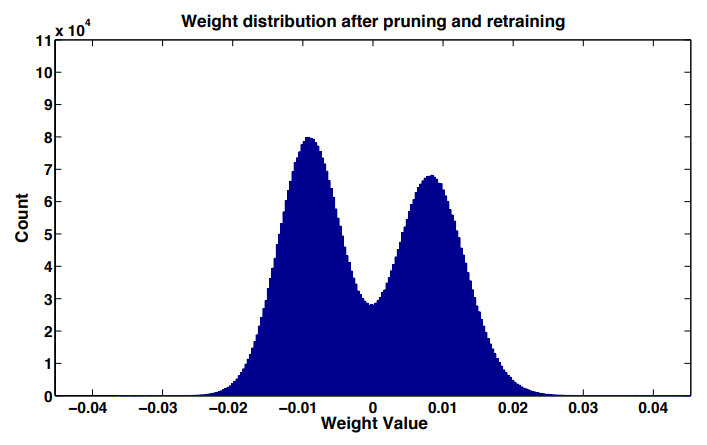 Weight distribution after pruning and retraining
x 10^4
11
10
9
8
7
6
5
4
3
2
1
0
Count
−0.04 −0.03 −0.02 −0.01 0 0.01 0.02 0.03 0.04
Weight Value